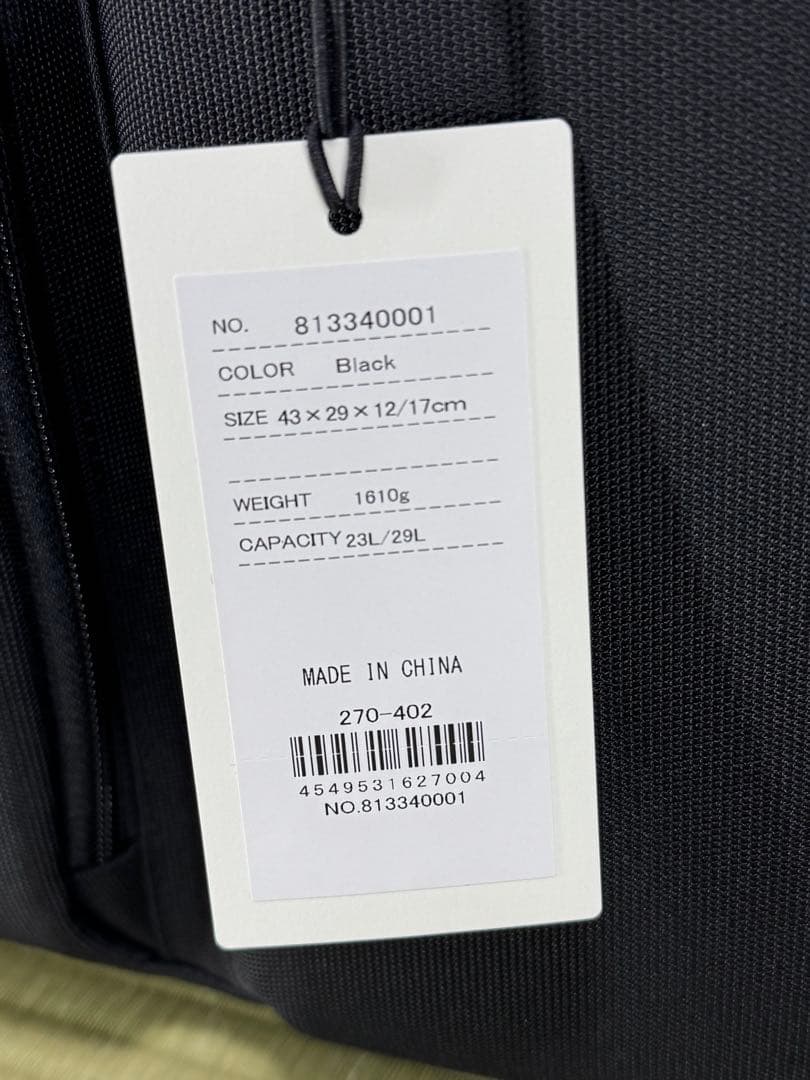 NO. 813340001
COLOR Black
SIZE 43×29×12/17cm
WEIGHT 1610g
CAPACITY 23L/29L
MADE IN CHINA
270-402
4549531627004
NO.813340001